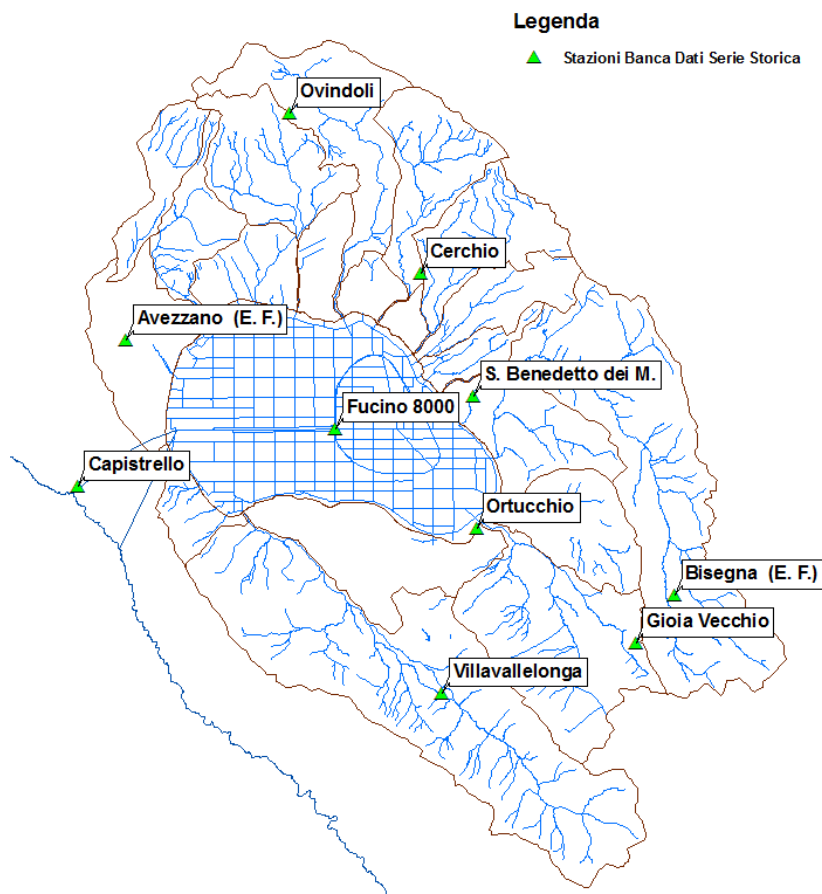 Legenda
Stazioni Banca Dati Serie Storica
Ovindoli
Cerchio
Avezzano (E. F.)
S. Benedetto dei M.
Fucino 8000
Capistrello
Ortucchio
Bisegna (E. F.)
Gioia Vecchio
Villavallelonga